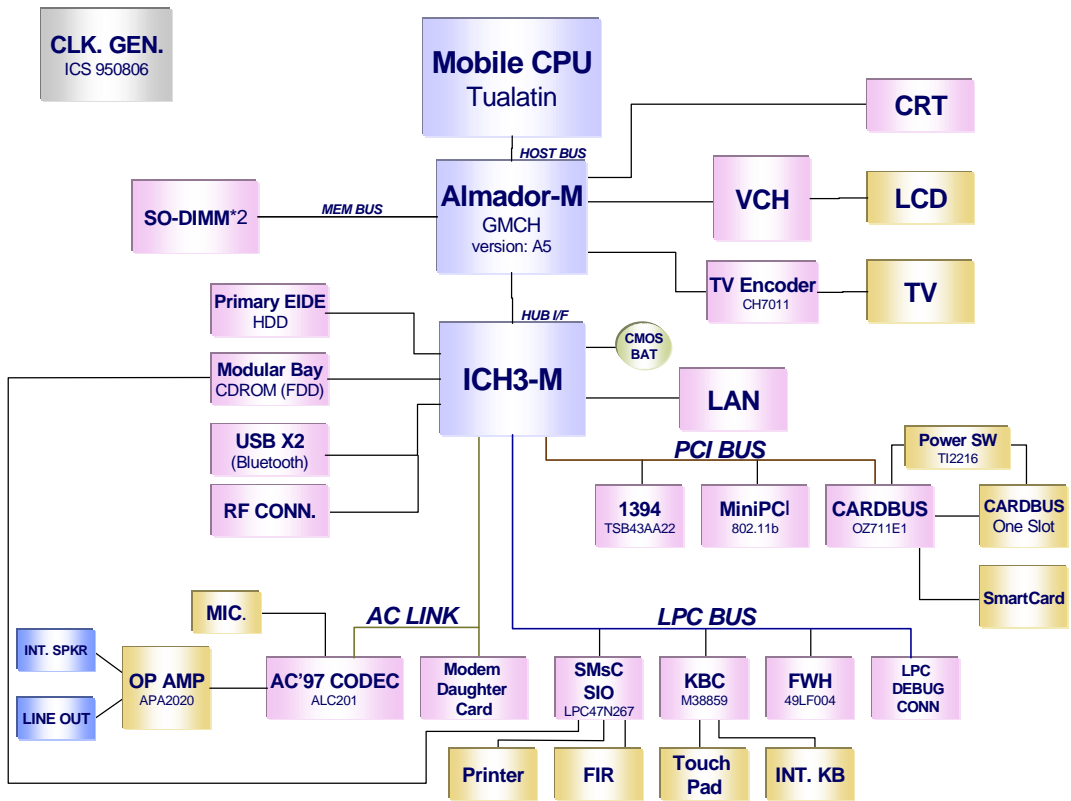 CLK. GEN.
ICS 950806
Mobile CPU
Tualatin
HOST BUS
CRT
Almador-M
GMCH
version: A5
MEM BUS
SO-DIMM*2
VCH
LCD
TV Encoder
CH7011
TV
HUB I/F
Primary EIDE
HDD
CMOS
BAT
Modular Bay
CDROM (FDD)
ICH3-M
LAN
USB X2
(Bluetooth)
PCI BUS
Power SW
TI2216
RF CONN.
1394
TSB43AA22
MiniPCI
802.11b
CARDBUS
OZ711E1
CARDBUS
One Slot
SmartCard
MIC.
AC LINK
LPC BUS
INT. SPKR
LINE OUT
OP AMP
APA2020
AC'97 CODEC
ALC201
Modem
Daughter
Card
SMsC
SIO
LPC47N267
KBC
M38859
FWH
49LF004
LPC
DEBUG
CONN
Printer
FIR
Touch
Pad
INT. KB